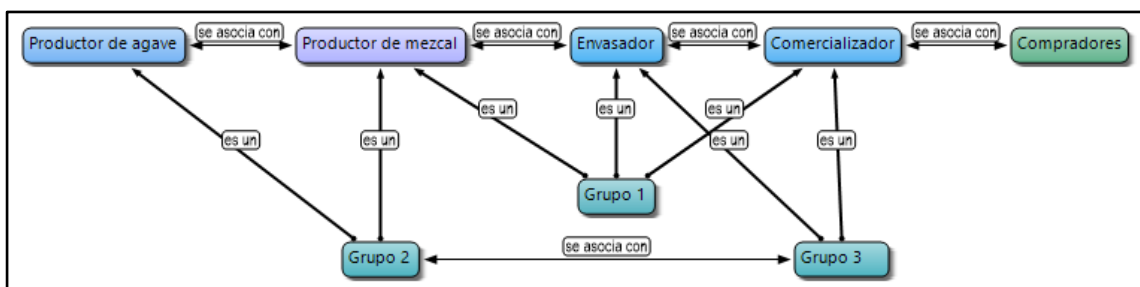 se asocia con
se asocia con
se asocia con
se asocia con
Productor de agave
Productor de mezcal
Envasador
Comercializador
Compradores
es un
es un
es un
es un
es un
es un
es un
Grupo 1
se asocia con
Grupo 2
Grupo 3